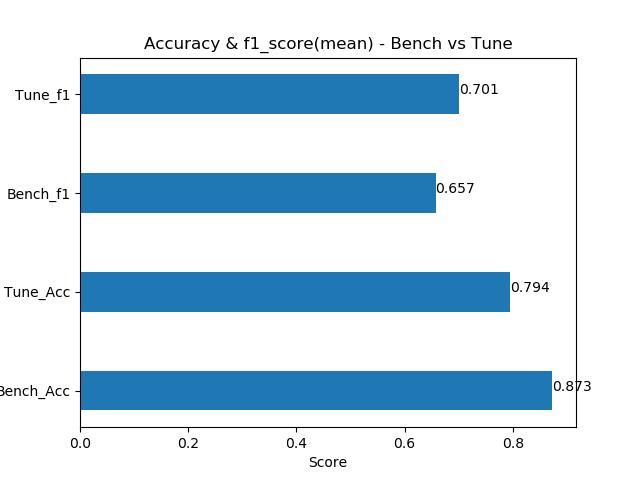 Accuracy & f1_score(mean) - Bench vs Tune
Tune_f1
0.701
Bench_f1
0.657
Tune_Acc
0.794
Bench_Acc
0.873
0.0 0.2 0.4 0.6 0.8
Score